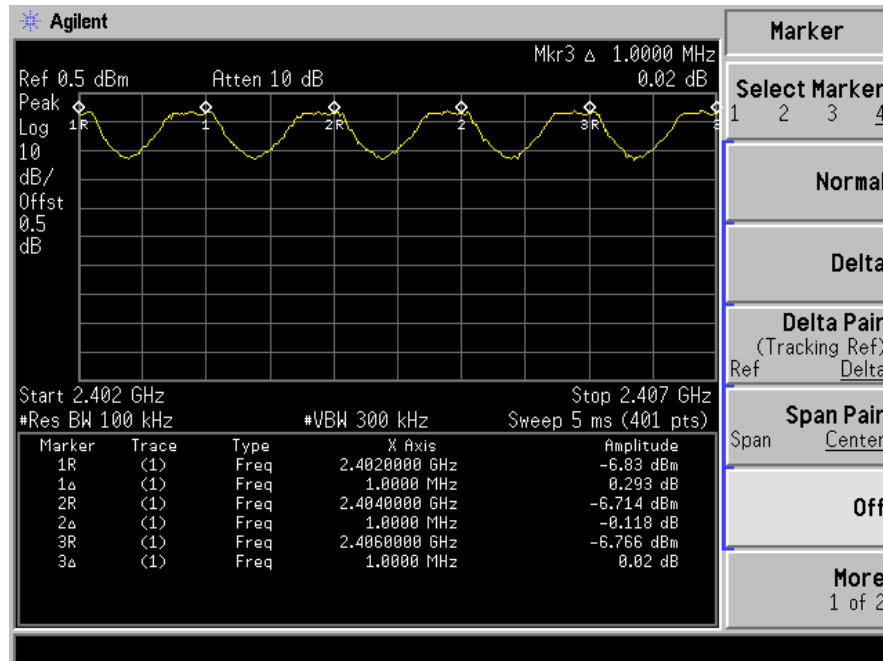 Agilent
Marker
Mkr3 Δ 1.0000 MHz
Ref 0.5 dBm Atten 10 dB 0.02 dB
Peak
Log
10
dB/
Offst
0.5
dB
1R 1 2R 2 3R 3
Start 2.402 GHz Stop 2.407 GHz
#Res BW 100 kHz #VBW 300 kHz Sweep 5 ms (401 pts)
Marker Trace Type X Axis Amplitude
1R (1) Freq 2.4020000 GHz -6.83 dBm
1Δ (1) Freq 1.0000 MHz 0.293 dB
2R (1) Freq 2.4040000 GHz -6.714 dBm
2Δ (1) Freq 1.0000 MHz -0.118 dB
3R (1) Freq 2.4060000 GHz -6.766 dBm
3Δ (1) Freq 1.0000 MHz 0.02 dB
Select Marker
1 2 3 4
Normal
Delta
Delta Pair
(Tracking Ref)
Ref Delta
Span Pair
Span Center
Off
More
1 of 2